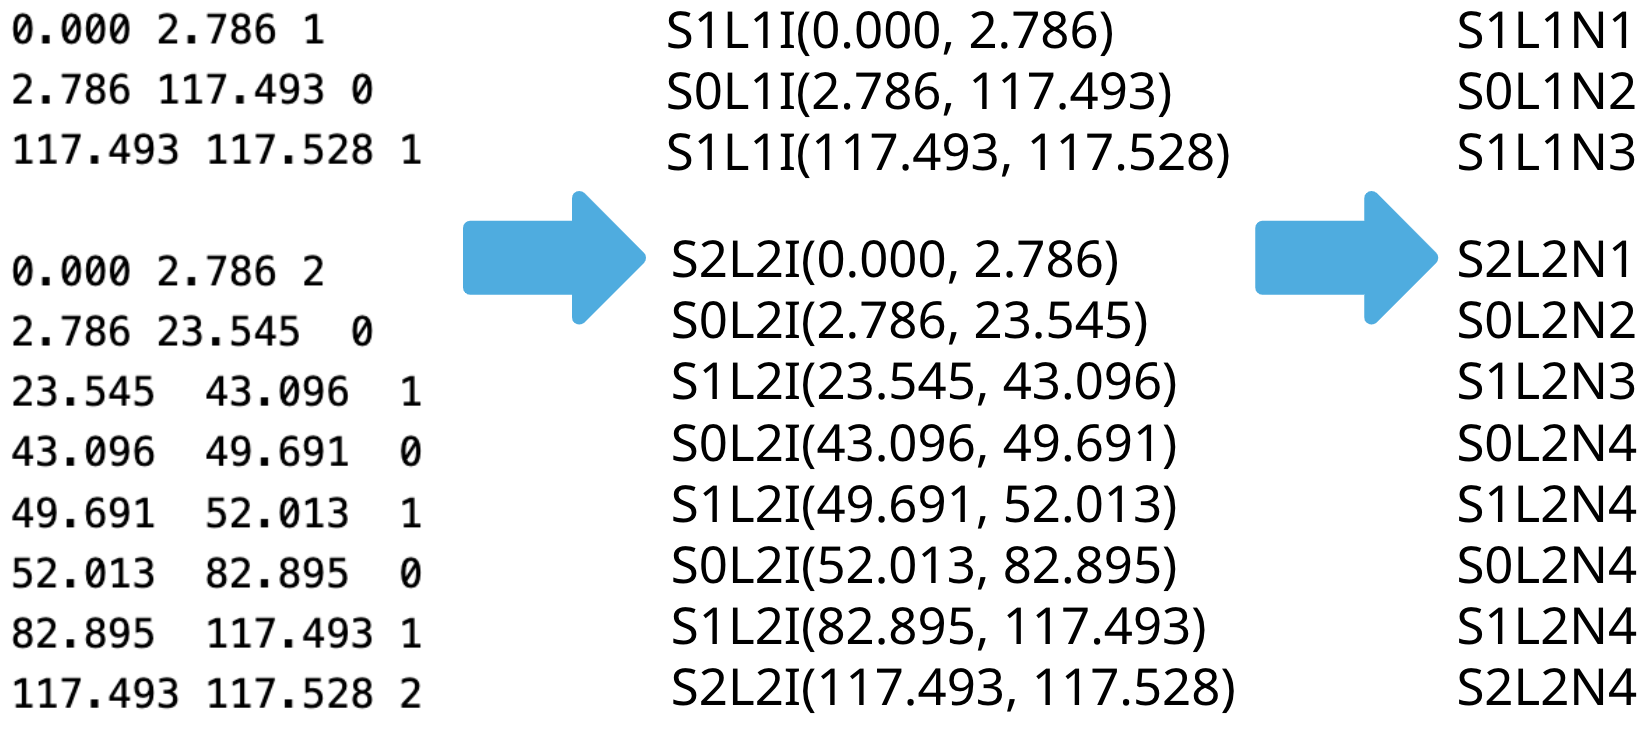 0.000 2.786 1
2.786 117.493 0
117.493 117.528 1
0.000 2.786 2
2.786 23.545 0
23.545 43.096 1
43.096 49.691 0
49.691 52.013 1
52.013 82.895 0
82.895 117.493 1
117.493 117.528 2
S1L1I(0.000, 2.786)
S0L1I(2.786, 117.493)
S1L1I(117.493, 117.528)
S2L2I(0.000, 2.786)
S0L2I(2.786, 23.545)
S1L2I(23.545, 43.096)
S0L2I(43.096, 49.691)
S1L2I(49.691, 52.013)
S0L2I(52.013, 82.895)
S1L2I(82.895, 117.493)
S2L2I(117.493, 117.528)
S1L1N1
S0L1N2
S1L1N3
S2L2N1
S0L2N2
S1L2N3
S0L2N4
S1L2N4
S0L2N4
S1L2N4
S2L2N4